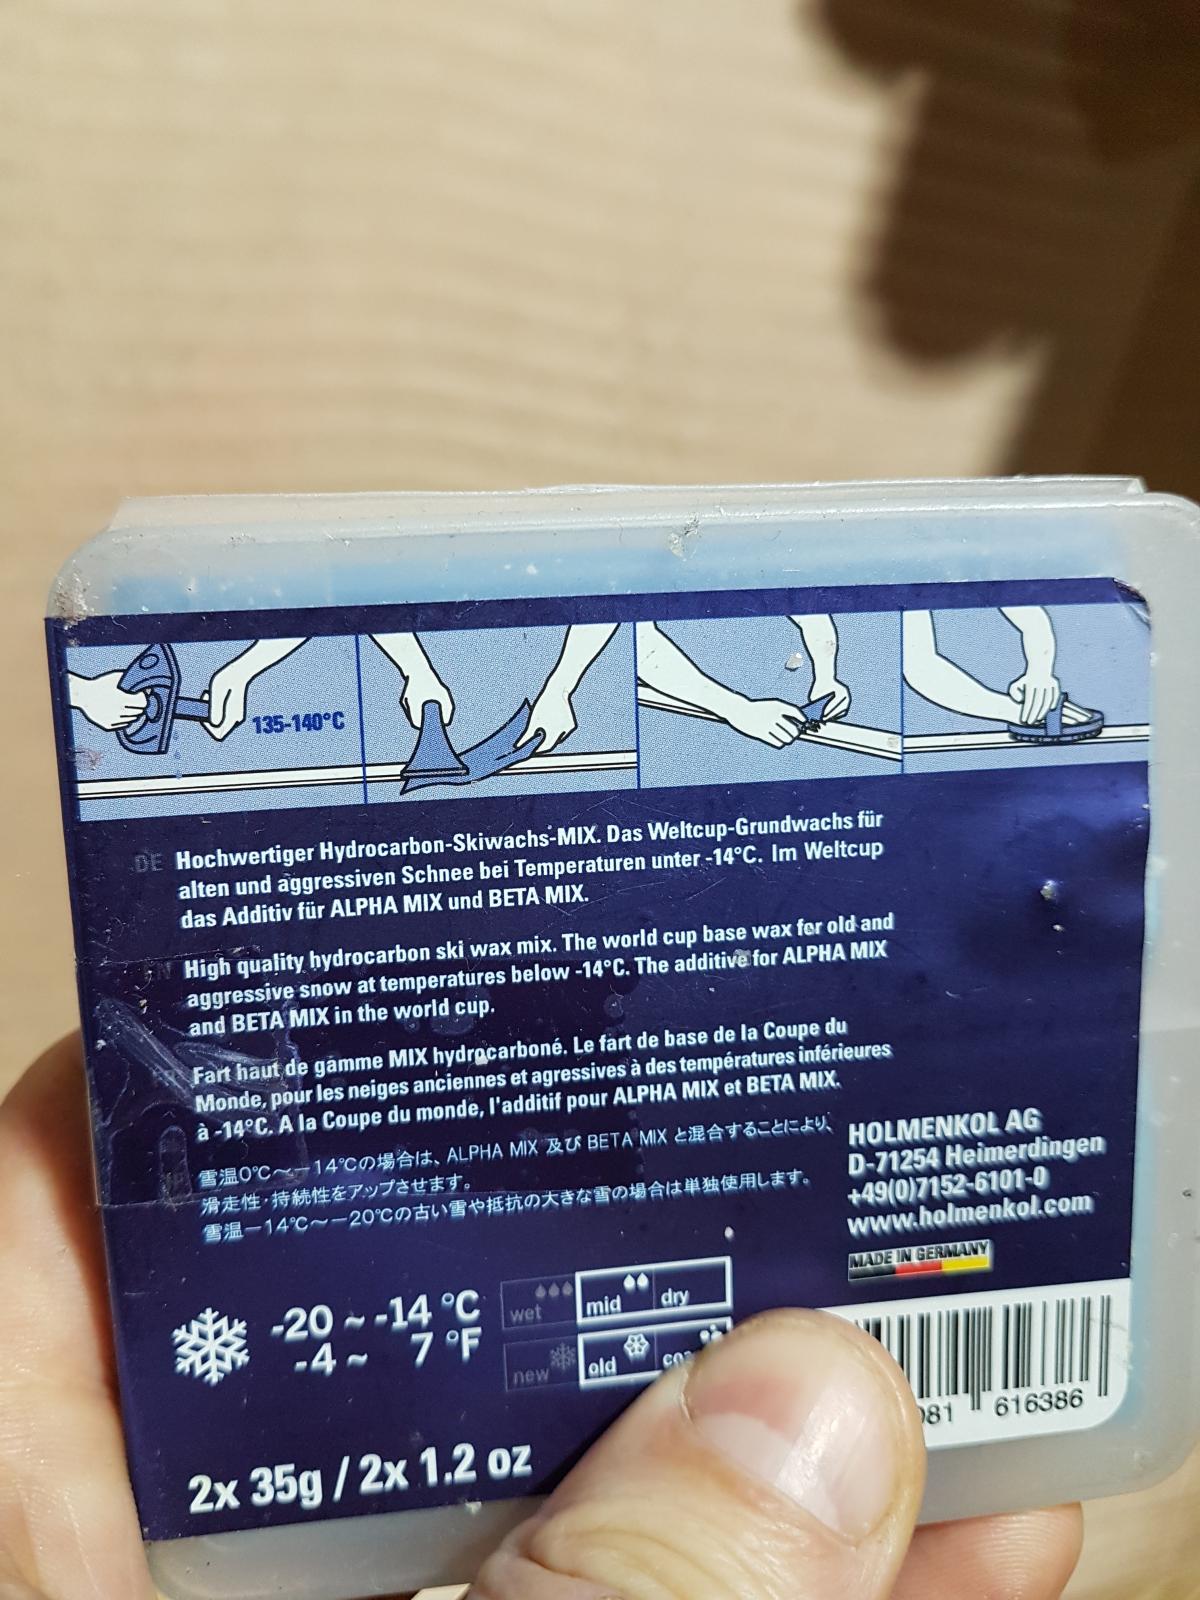 135-140°C
DE Hochwertiger Hydrocarbon-Skiwachs-MIX. Das Weltcup-Grundwachs für
alten und aggressiven Schnee bei Temperaturen unter -14°C. Im Weltcup
das Additiv für ALPHA MIX und BETA MIX.
EN High quality hydrocarbon ski wax mix. The world cup base wax for old and
aggressive snow at temperatures below -14°C. The additive for ALPHA MIX
and BETA MIX in the world cup.
Fart haut de gamme MIX hydrocarboné. Le fart de base de la Coupe du
Monde, pour les neiges anciennes et agressives à des températures inférieures
à -14°C. A la Coupe du monde, l'additif pour ALPHA MIX et BETA MIX.
雪温0℃～－14℃の場合は、ALPHA MIX 及び BETA MIX と混合することにより、
滑走性・持続性をアップさせます。
雪温－14℃～－20℃の古い雪や抵抗の大きな雪の場合は単独使用します。
HOLMENKOL AG
D-71254 Heimerdingen
+49(0)7152-6101-0
www.holmenkol.com
MADE IN GERMANY
-20 ~ -14 °C
-4 ~ 7 °F
wet mid dry
new old
081 616386
2x 35g / 2x 1.2 oz